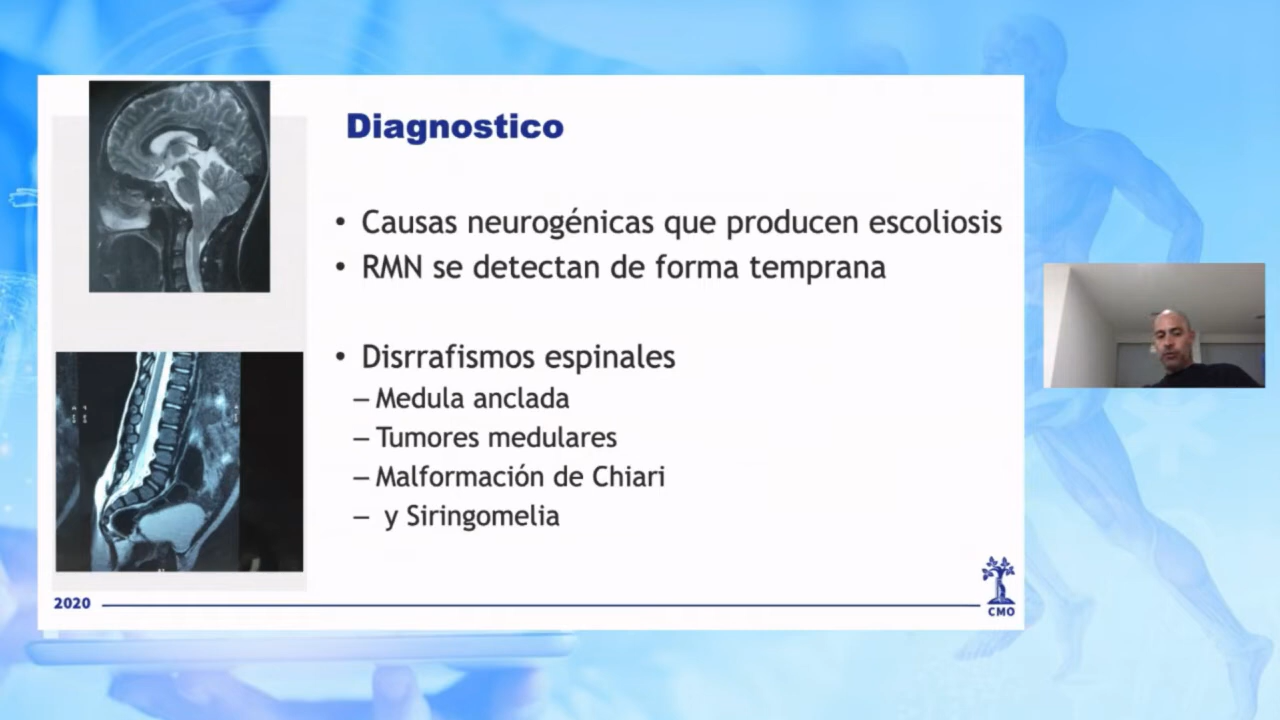 Diagnostico
• Causas neurogénicas que producen escoliosis
• RMN se detectan de forma temprana
• Disrrafismos espinales
– Medula anclada
– Tumores medulares
– Malformación de Chiari
– y Siringomelia
2020
CMO